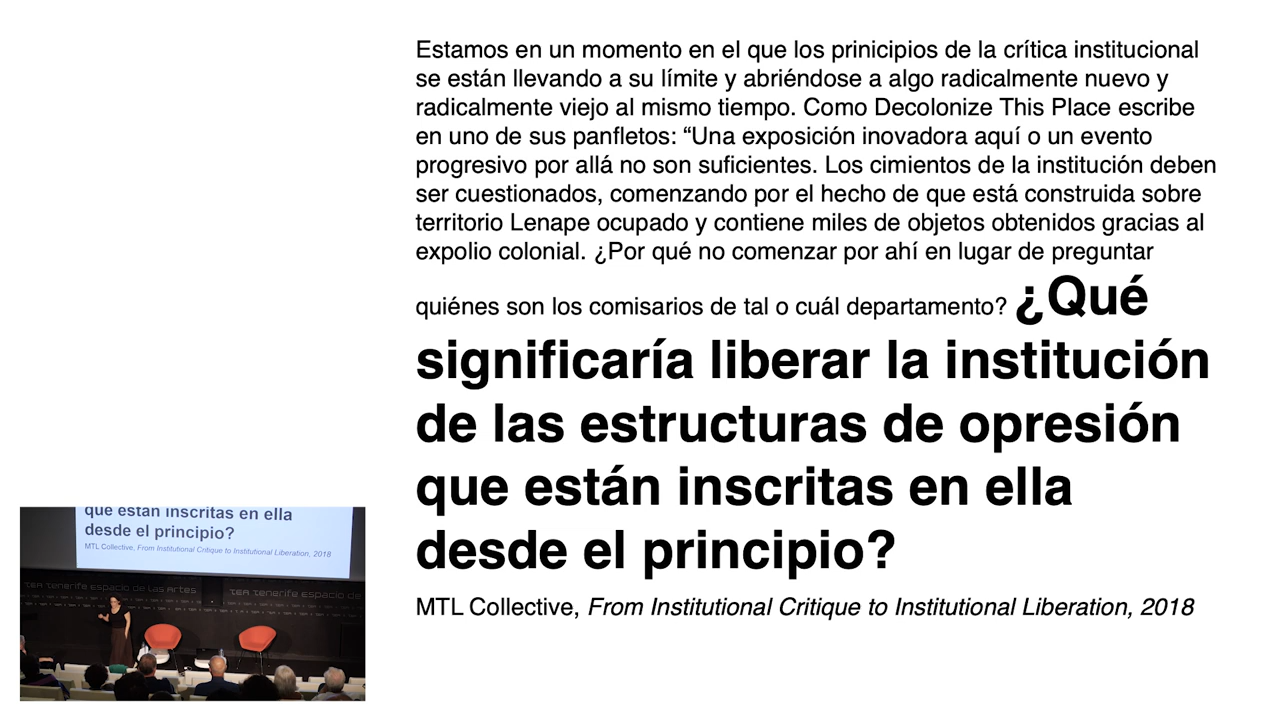 Estamos en un momento en el que los prinicipios de la crítica institucional
se están llevando a su límite y abriéndose a algo radicalmente nuevo y
radicalmente viejo al mismo tiempo. Como Decolonize This Place escribe
en uno de sus panfletos: “Una exposición inovadora aquí o un evento
progresivo por allá no son suficientes. Los cimientos de la institución deben
ser cuestionados, comenzando por el hecho de que está construida sobre
territorio Lenape ocupado y contiene miles de objetos obtenidos gracias al
expolio colonial. ¿Por qué no comenzar por ahí en lugar de preguntar
quiénes son los comisarios de tal o cuál departamento? ¿Qué
significaría liberar la institución
de las estructuras de opresión
que están inscritas en ella
desde el principio?
MTL Collective, From Institutional Critique to Institutional Liberation, 2018
que están inscritas en ella
desde el principio?
MTL Collective, From Institutional Critique to Institutional Liberation, 2018
TEA Tenerife Espacio de las Artes
TEA Tenerife Espacio de